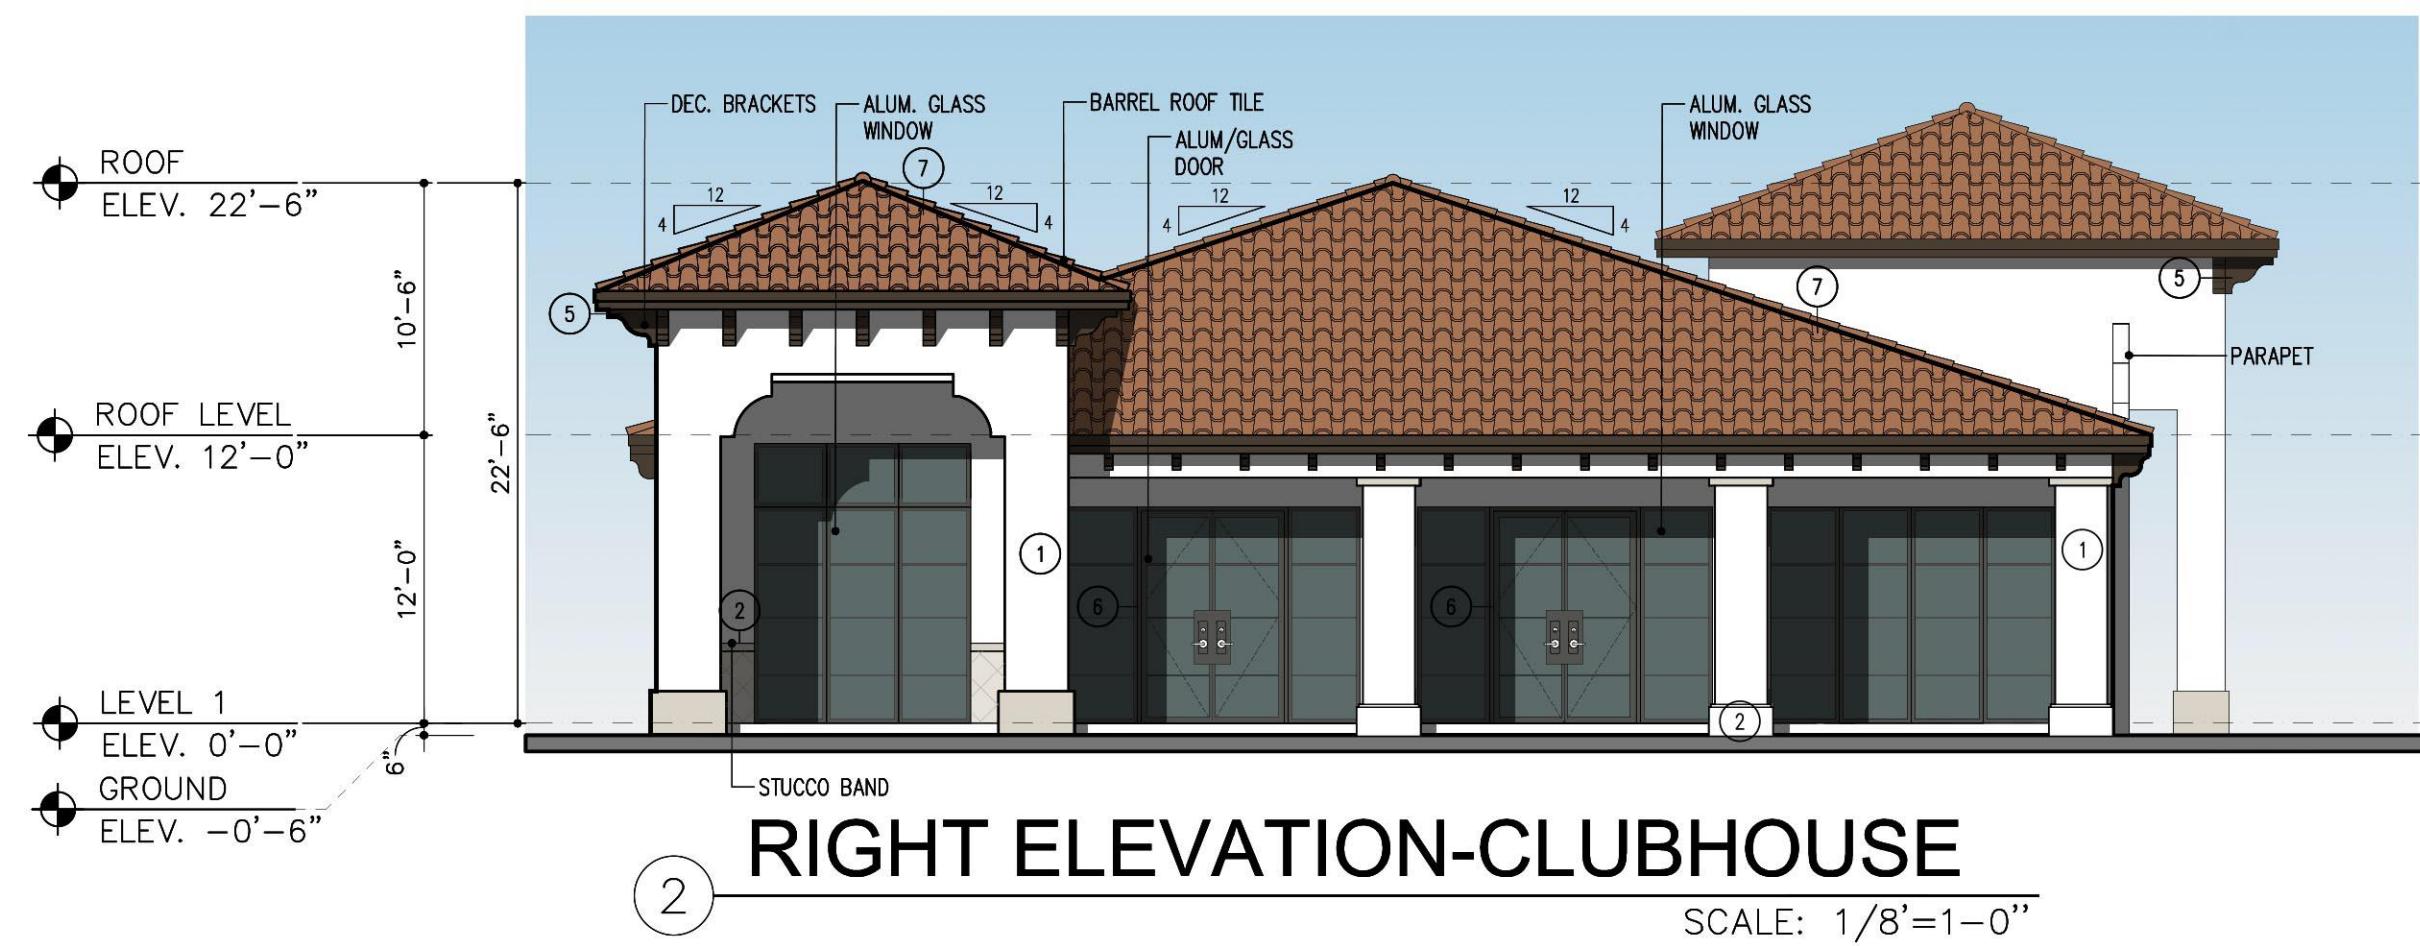 ROOF
ELEV. 22'-6"
ROOF LEVEL
ELEV. 12'-0"
LEVEL 1
ELEV. 0'-0"
GROUND
ELEV. -0'-6"
10'-6"
12'-0"
6"
22'-6"
DEC. BRACKETS
ALUM. GLASS
WINDOW
BARREL ROOF TILE
ALUM/GLASS
DOOR
ALUM. GLASS
WINDOW
7
12
4
12
4
12
4
12
4
5
7
5
PARAPET
1
1
2
6
6
2
STUCCO BAND
2
RIGHT ELEVATION-CLUBHOUSE
SCALE: 1/8'=1-0''